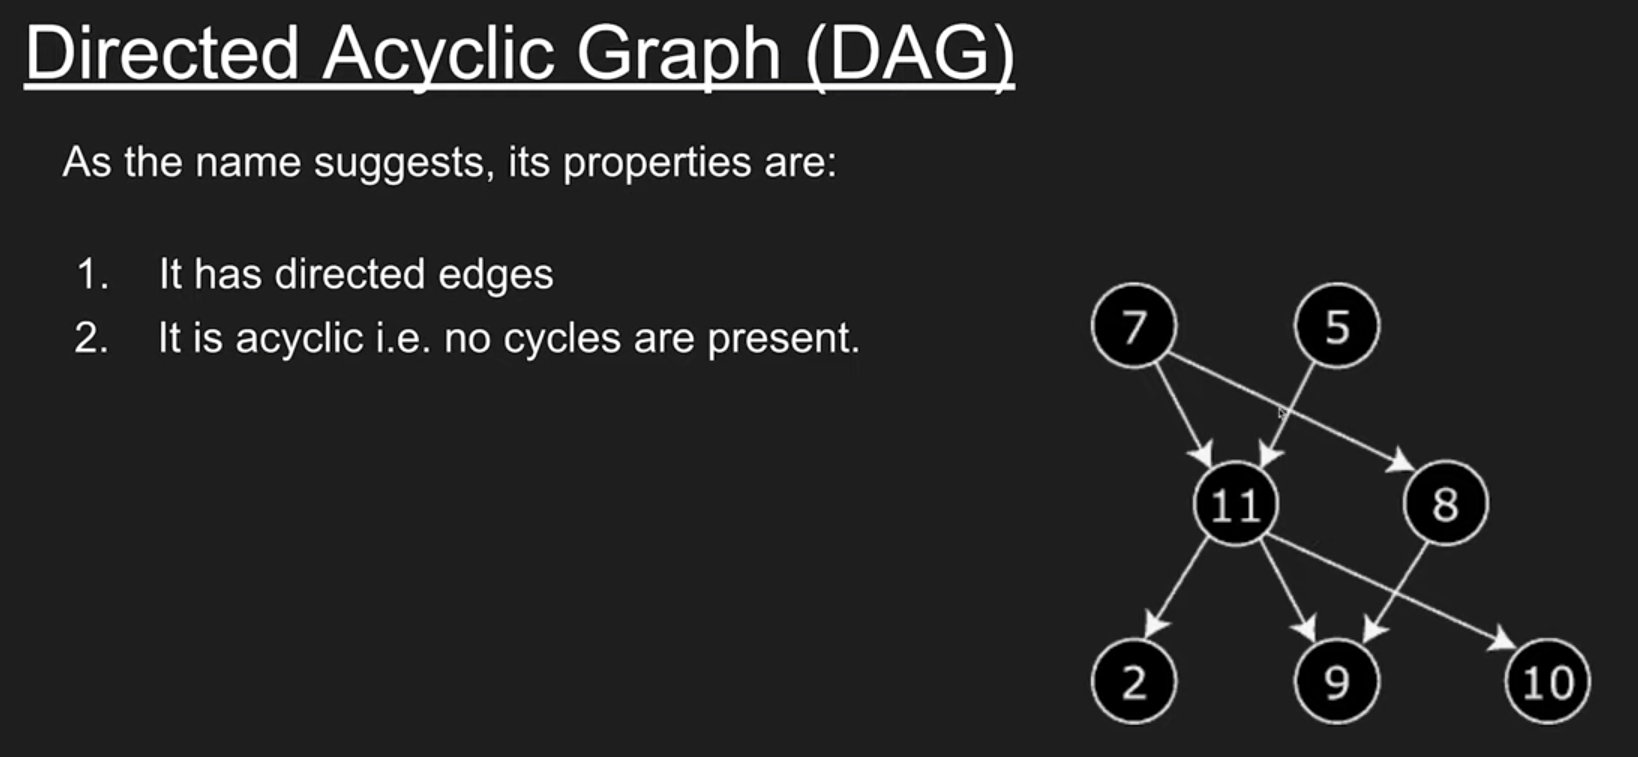 Directed Acyclic Graph (DAG)
As the name suggests, its properties are:
1. It has directed edges
2. It is acyclic i.e. no cycles are present.
7 5
11 8
2 9 10